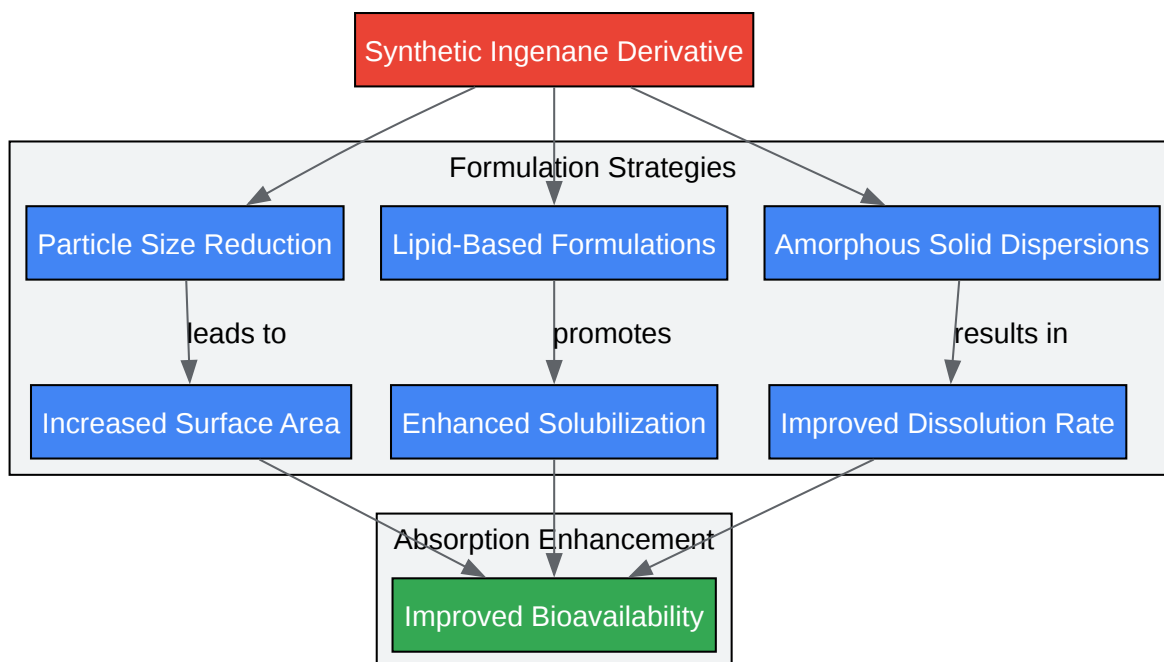 Synthetic Ingenane Derivative
Formulation Strategies
Particle Size Reduction
Lipid-Based Formulations
Amorphous Solid Dispersions
leads to
promotes
results in
Increased Surface Area
Enhanced Solubilization
Improved Dissolution Rate
Absorption Enhancement
Improved Bioavailability